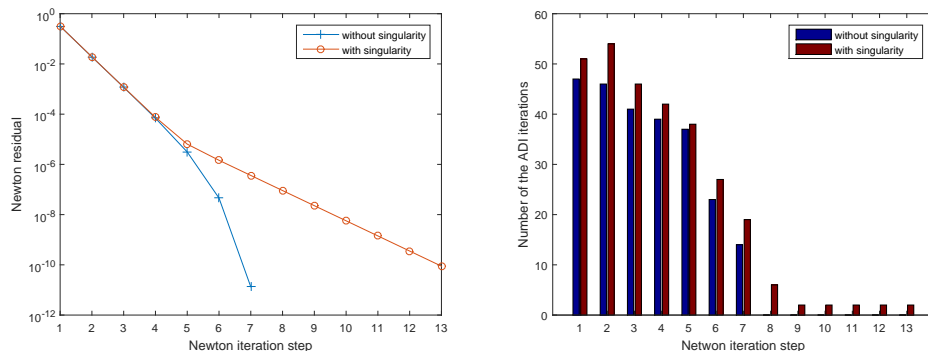 10^0
10^-2
10^-4
10^-6
10^-8
10^-10
10^-12
Newton residual
without singularity
with singularity
1 2 3 4 5 6 7 8 9 10 11 12 13
Newton iteration step
60
50
40
30
20
10
0
Number of the ADI iterations
without singularity
with singularity
1 2 3 4 5 6 7 8 9 10 11 12 13
Netwon iteration step